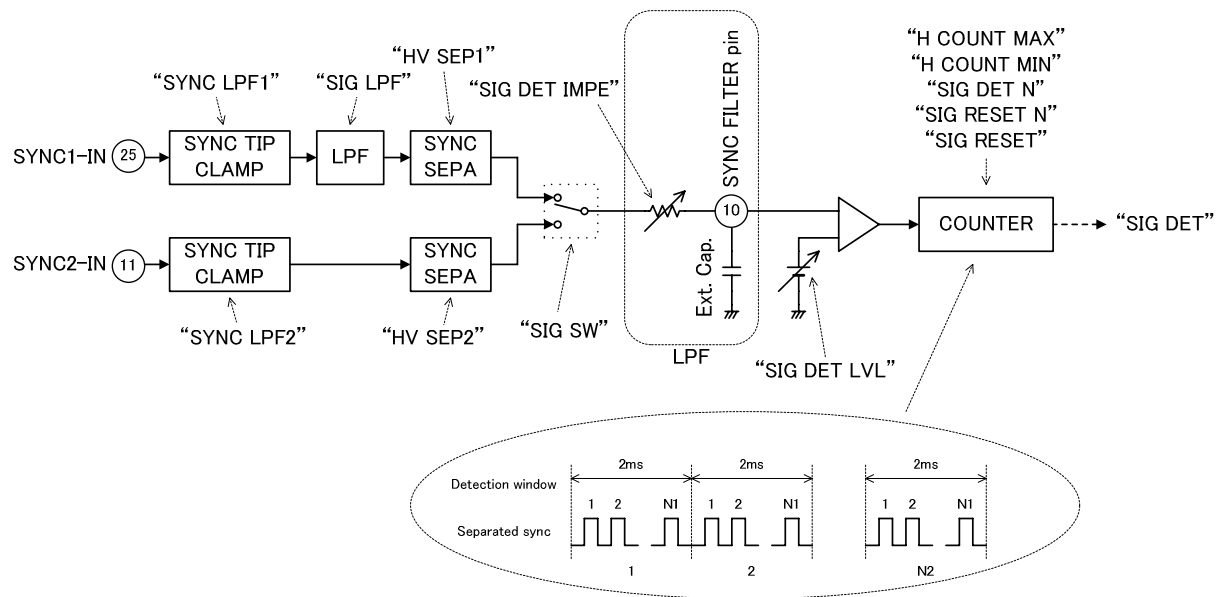 “H COUNT MAX”
“H COUNT MIN”
“SIG DET N”
“SIG RESET N”
“SIG RESET”
“HV SEP1”
“SYNC LPF1”
“SIG LPF”
“SIG DET IMPE”
SYNC FILTER pin
SYNC1-IN
25
SYNC TIP
CLAMP
LPF
SYNC
SEPA
10
COUNTER
“SIG DET”
SYNC2-IN
11
SYNC TIP
CLAMP
SYNC
SEPA
Ext. Cap.
“SYNC LPF2”
“HV SEP2”
“SIG SW”
LPF
“SIG DET LVL”
2ms
2ms
2ms
Detection window
1 2 N1 1 2 N1 1 2 N1
Separated sync
1 2 N2